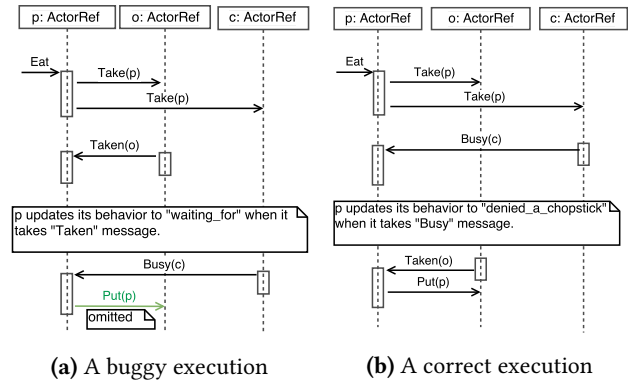 p: ActorRef
o: ActorRef
c: ActorRef
Eat
Take(p)
Take(p)
Taken(o)
p updates its behavior to "waiting_for" when it
takes "Taken" message.
Busy(c)
Put(p)
omitted
(a) A buggy execution
p: ActorRef
o: ActorRef
c: ActorRef
Eat
Take(p)
Take(p)
Busy(c)
p updates its behavior to "denied_a_chopstick"
when it takes "Busy" message.
Taken(o)
Put(p)
(b) A correct execution